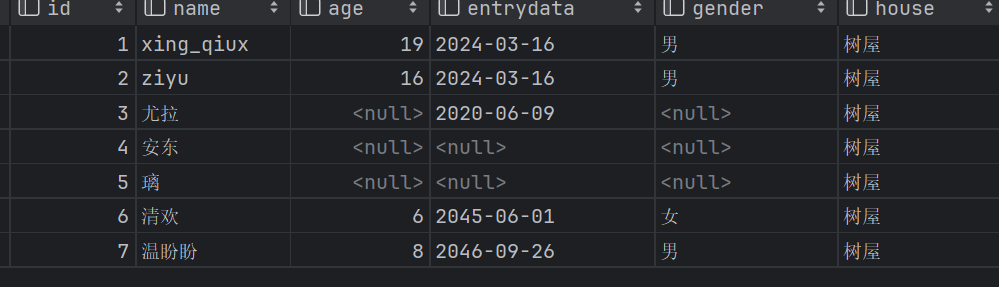 id name age entrydata gender house
1 xing_qiux 19 2024-03-16 男 树屋
2 ziyu 16 2024-03-16 男 树屋
3 尤拉 <null> 2020-06-09 <null> 树屋
4 安东 <null> <null> <null> 树屋
5 璃 <null> <null> <null> 树屋
6 清欢 6 2045-06-01 女 树屋
7 温盼盼 8 2046-09-26 男 树屋